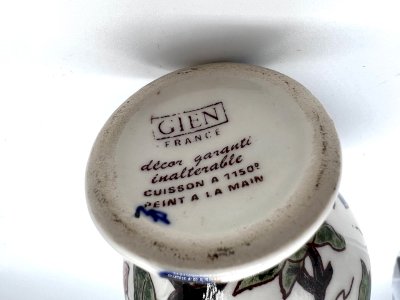 GIEN
FRANCE
décor garanti
inaltérable
CUISSON A 1150°
PEINT A LA MAIN